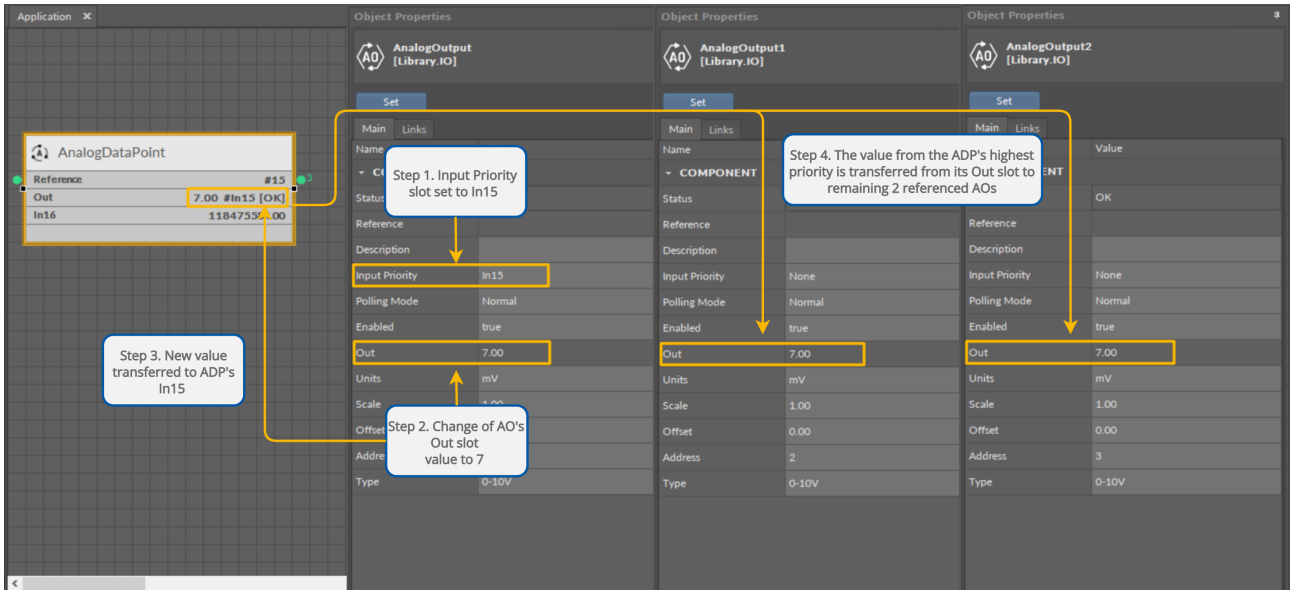 Application ×
AnalogDataPoint
Reference #15
3
Out 7.00 #In15 [OK]
In16
Step 3. New value
transferred to ADP's
In15
Object Properties
AnalogOutput
[Library.IO]
Set
Main Links
Name
Step 1. Input Priority
slot set to In15
Status
Reference
Description
Input Priority In15
Polling Mode Normal
Enabled true
Out 7.00
Units mV
Scale 1.00
Offset
Step 2. Change of AO's
Out slot
value to 7
Type 0-10V
Object Properties
AnalogOutput1
[Library.IO]
Set
Main Links
Name
COMPONENT
Status
Reference
Description
Input Priority None
Polling Mode Normal
Enabled true
Out 7.00
Units mV
Scale 1.00
Offset 0.00
Address 2
Type 0-10V
Object Properties
AnalogOutput2
[Library.IO]
Set
Main Links
Value
Step 4. The value from the ADP's highest
priority is transferred from its Out slot to
remaining 2 referenced AOs
OK
Reference
Description
Input Priority None
Polling Mode Normal
Enabled true
Out 7.00
Units mV
Scale 1.00
Offset 0.00
Address 3
Type 0-10V